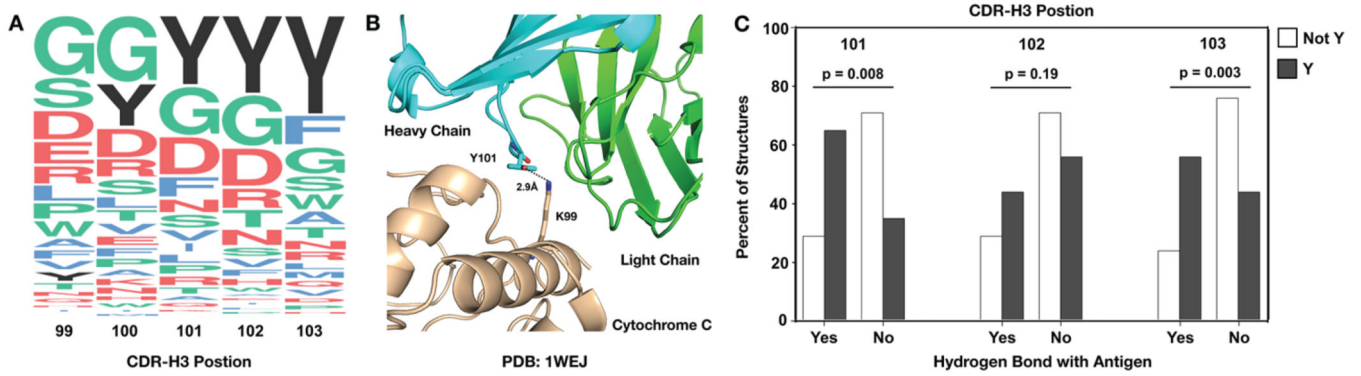 A
G G Y Y Y
S Y G G F
D D D D G
99 100 101 102 103
CDR-H3 Postion
B
Heavy Chain
Y101
2.9Å
K99
Light Chain
Cytochrome C
PDB: 1WEJ
C
CDR-H3 Postion
100
80
60
40
20
0
Percent of Structures
101 102 103
p = 0.008 p = 0.19 p = 0.003
Yes No Yes No Yes No
Hydrogen Bond with Antigen
Not Y
Y